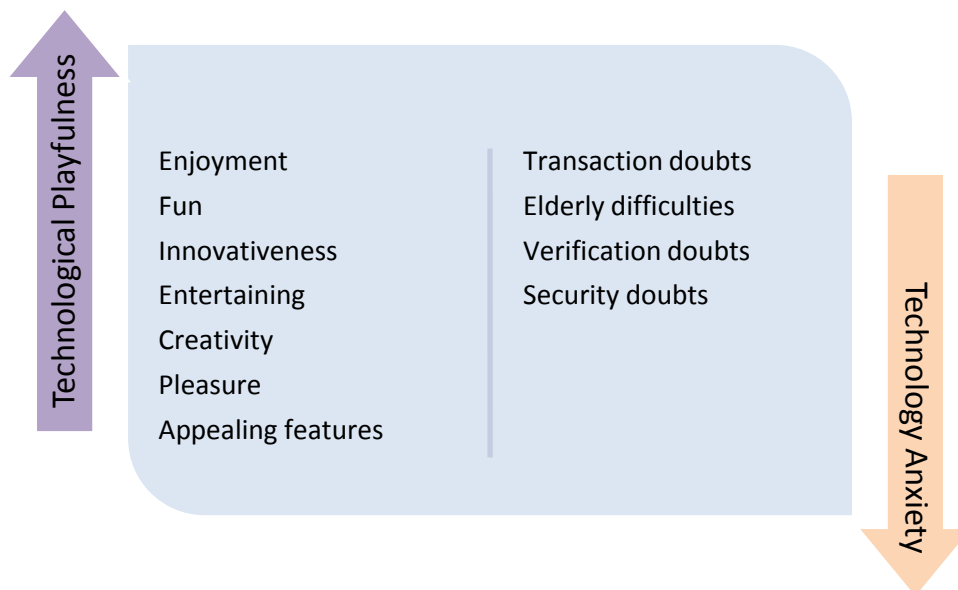 Technological Playfulness
Enjoyment
Fun
Innovativeness
Entertaining
Creativity
Pleasure
Appealing features
Transaction doubts
Elderly difficulties
Verification doubts
Security doubts
Technology Anxiety